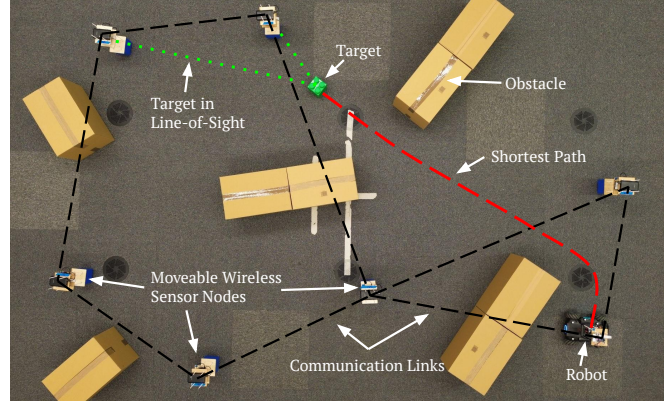 Target
Obstacle
Target in
Line-of-Sight
Shortest Path
Moveable Wireless
Sensor Nodes
Communication Links
Robot